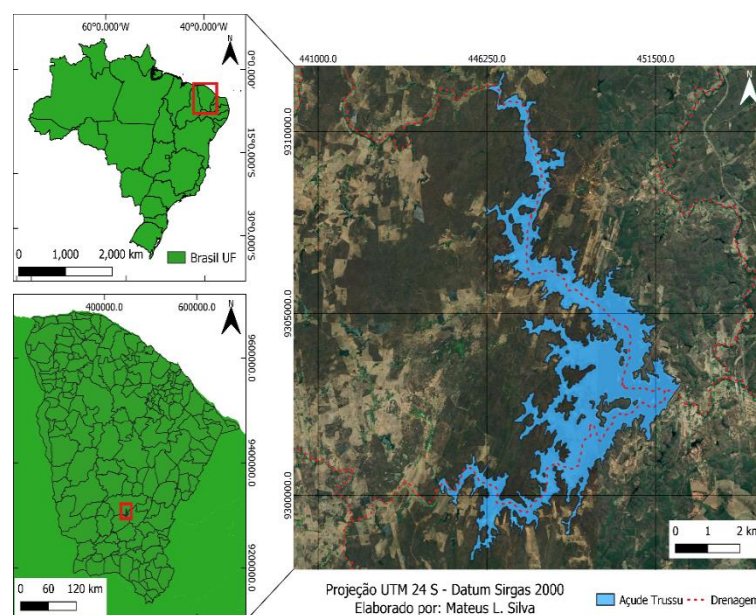 60°0.000'W 40°0.000'W
N
0°0.000'
15°0.000'S
30°0.000'S
0 1,000 2,000 km
Brasil UF
400000.0 600000.0
N
9600000.0
9400000.0
9200000.0
0 60 120 km
441000.0 446250.0 451500.0
N
9310000.0
9305000.0
9300000.0
0 1 2 km
Projeção UTM 24 S - Datum Sirgas 2000
Elaborado por: Mateus L. Silva
Açude Trussu Drenagem